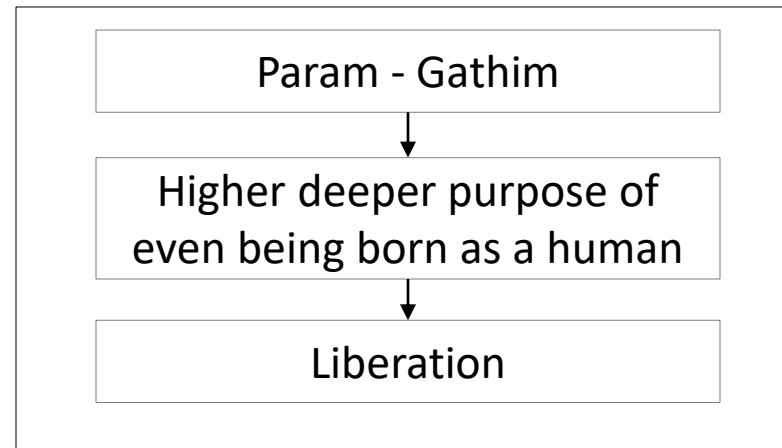 Param - Gathim
Higher deeper purpose of
even being born as a human
Liberation